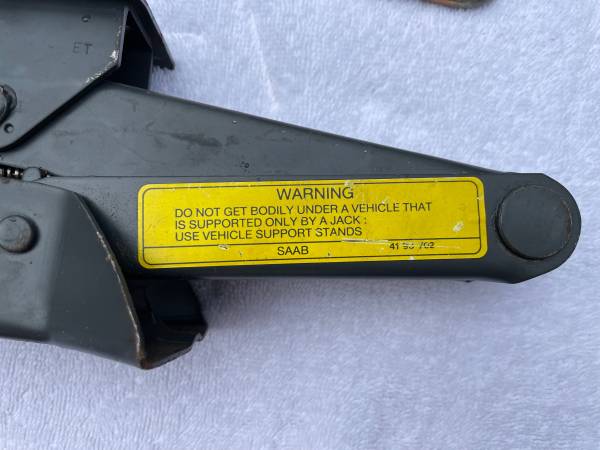 ET
WARNING
DO NOT GET BODILY UNDER A VEHICLE THAT
IS SUPPORTED ONLY BY A JACK :
USE VEHICLE SUPPORT STANDS
SAAB 41